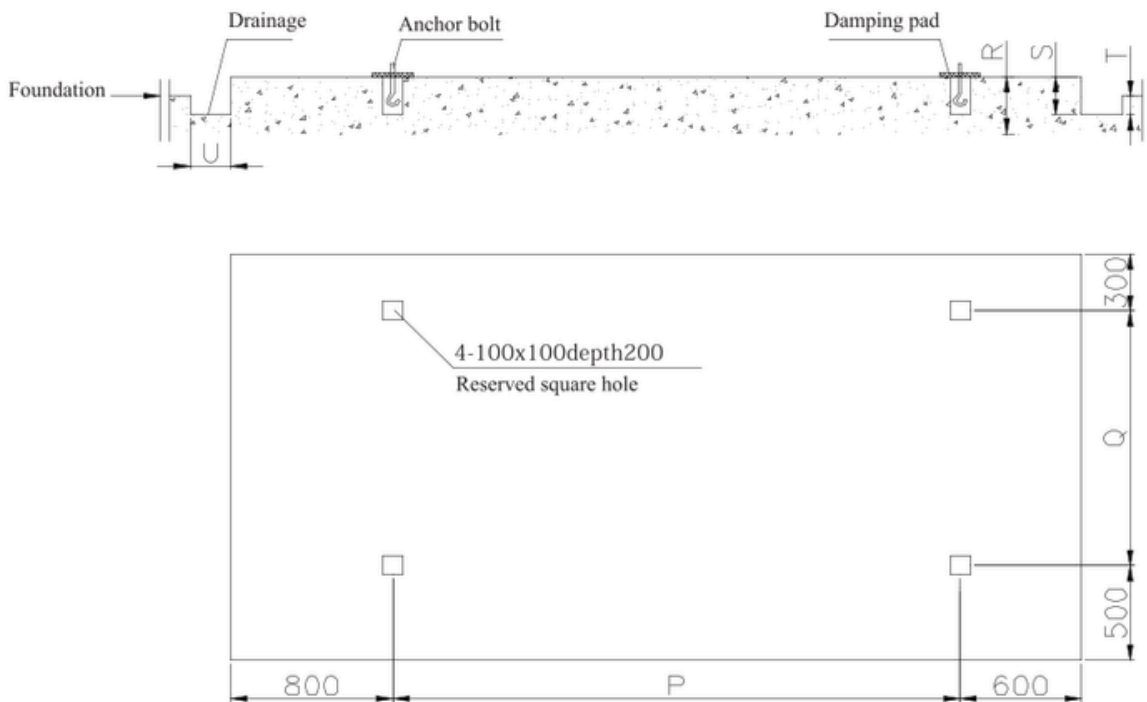 Drainage
Anchor bolt
Damping pad
R
S
T
Foundation
U
300
4-100x100depth200
Reserved square hole
Q
500
800
P
600